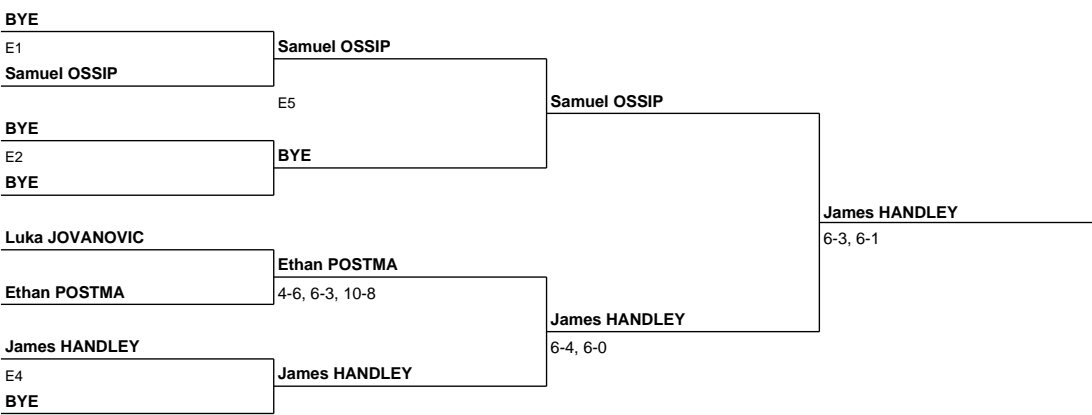 BYE
E1
Samuel OSSIP
Samuel OSSIP
E5
Samuel OSSIP
BYE
E2
BYE
BYE
James HANDLEY
6-3, 6-1
Luka JOVANOVIC
Ethan POSTMA
Ethan POSTMA
4-6, 6-3, 10-8
James HANDLEY
6-4, 6-0
James HANDLEY
E4
James HANDLEY
BYE